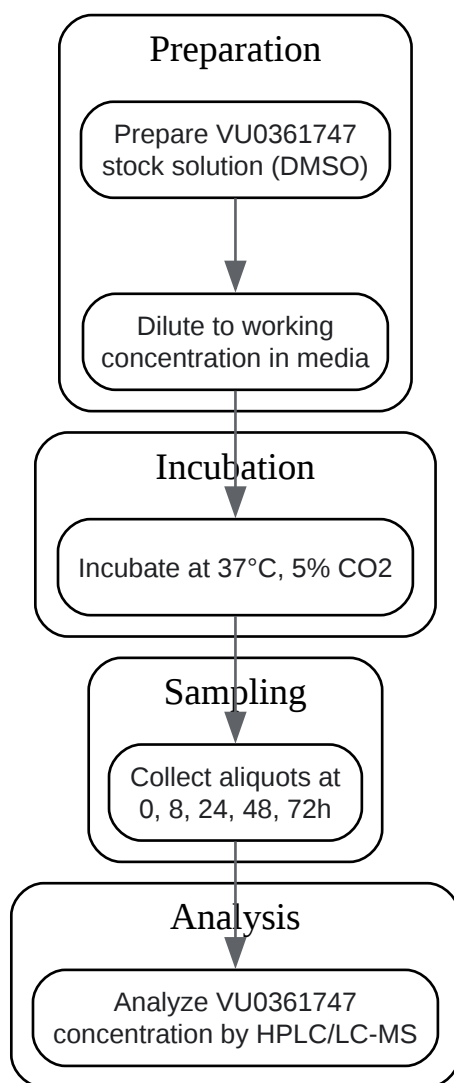 Preparation
Prepare VU0361747
stock solution (DMSO)
Dilute to working
concentration in media
Incubation
Incubate at 37°C, 5% CO2
Sampling
Collect aliquots at
0, 8, 24, 48, 72h
Analysis
Analyze VU0361747
concentration by HPLC/LC-MS